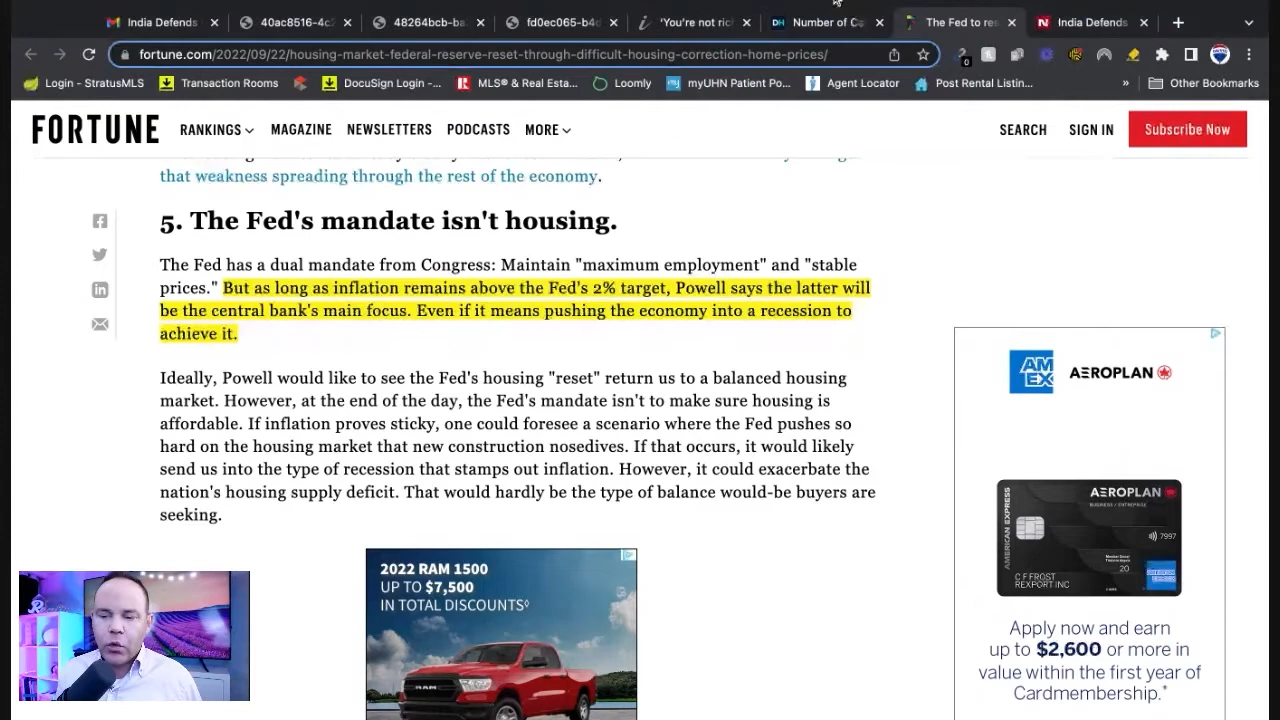 India Defends
40ac8516-4c2
48264bcb-ba
fd0ec065-b4d
'You're not ric
Number of C
The Fed to res
India Defends
fortune.com/2022/09/22/housing-market-federal-reserve-reset-through-difficult-housing-correction-home-prices/
0
Login - StratusMLS Transaction Rooms DocuSign Login -... MLS® & Real Esta... Loomly myUHN Patient Po... Agent Locator Post Rental Listin... » Other Bookmarks
FORTUNE RANKINGS MAGAZINE NEWSLETTERS PODCASTS MORE SEARCH SIGN IN Subscribe Now
that weakness spreading through the rest of the economy.
5. The Fed's mandate isn't housing.
The Fed has a dual mandate from Congress: Maintain "maximum employment" and "stable
prices." But as long as inflation remains above the Fed's 2% target, Powell says the latter will
be the central bank's main focus. Even if it means pushing the economy into a recession to
achieve it.
Ideally, Powell would like to see the Fed's housing "reset" return us to a balanced housing
market. However, at the end of the day, the Fed's mandate isn't to make sure housing is
affordable. If inflation proves sticky, one could foresee a scenario where the Fed pushes so
hard on the housing market that new construction nosedives. If that occurs, it would likely
send us into the type of recession that stamps out inflation. However, it could exacerbate the
nation's housing supply deficit. That would hardly be the type of balance would-be buyers are
seeking.
2022 RAM 1500
UP TO $7,500
IN TOTAL DISCOUNTS◊
RAM
AM
EX
AEROPLAN
AEROPLAN
BUSINESS / ENTREPRISE
AMERICAN EXPRESS
7997
20
C F FROST
REXPORT INC
Apply now and earn
up to $2,600 or more in
value within the first year of
Cardmembership.*